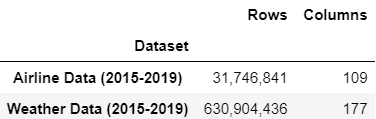 Rows Columns
Dataset
Airline Data (2015-2019) 31,746,841 109
Weather Data (2015-2019) 630,904,436 177